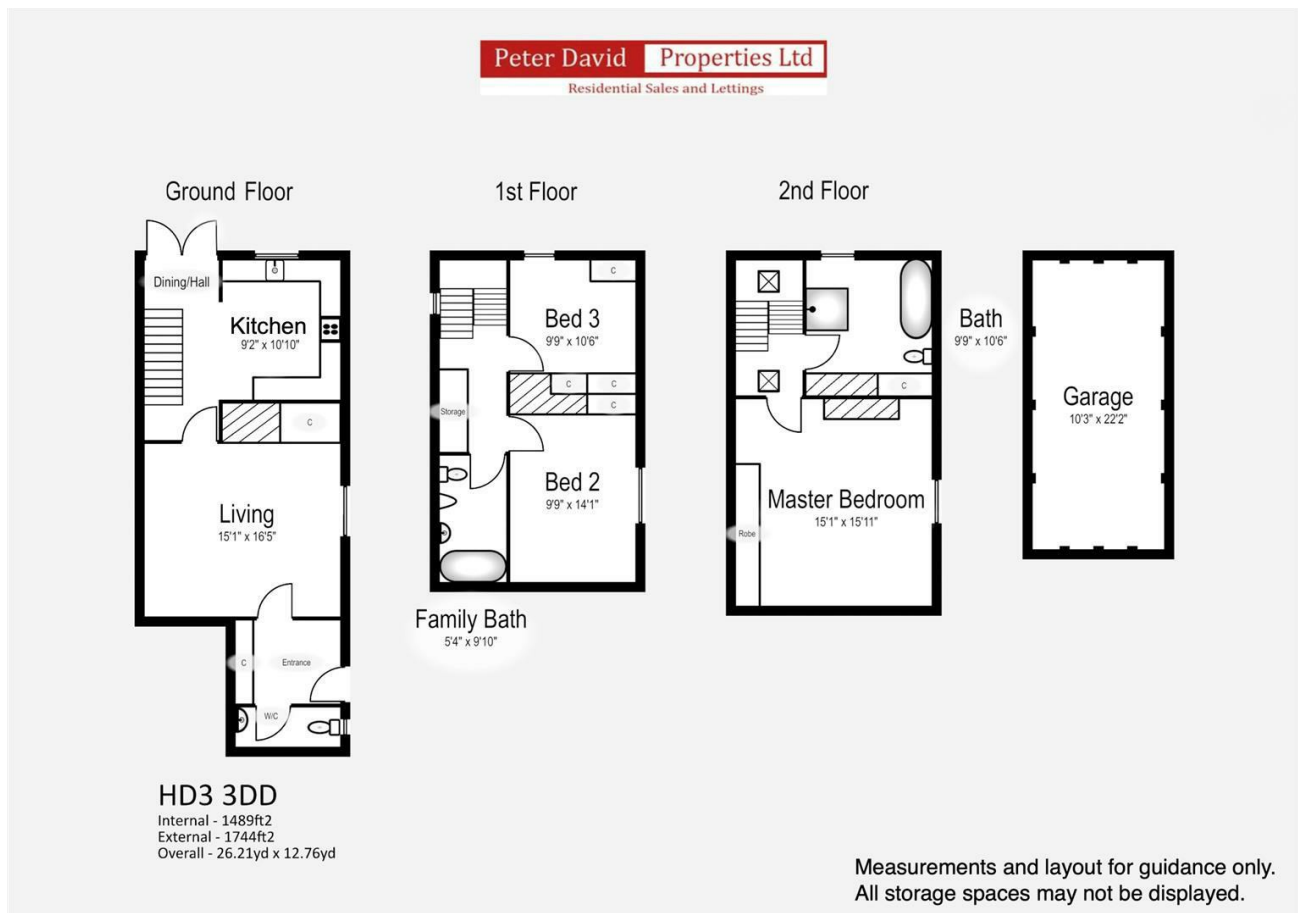 Peter David Properties Ltd
Residential Sales and Lettings
Ground Floor
1st Floor
2nd Floor
Dining/Hall
Kitchen
9'2" x 10'10"
C
Living
15'1" x 16'5"
C
Entrance
W/C
C
Bed 3
9'9" x 10'6"
C
C
C
Storage
Bed 2
9'9" x 14'1"
Family Bath
5'4" x 9'10"
Bath
9'9" x 10'6"
C
Master Bedroom
15'1" x 15'11"
Robe
Garage
10'3" x 22'2"
HD3 3DD
Internal - 1489ft2
External - 1744ft2
Overall - 26.21yd x 12.76yd
Measurements and layout for guidance only.
All storage spaces may not be displayed.